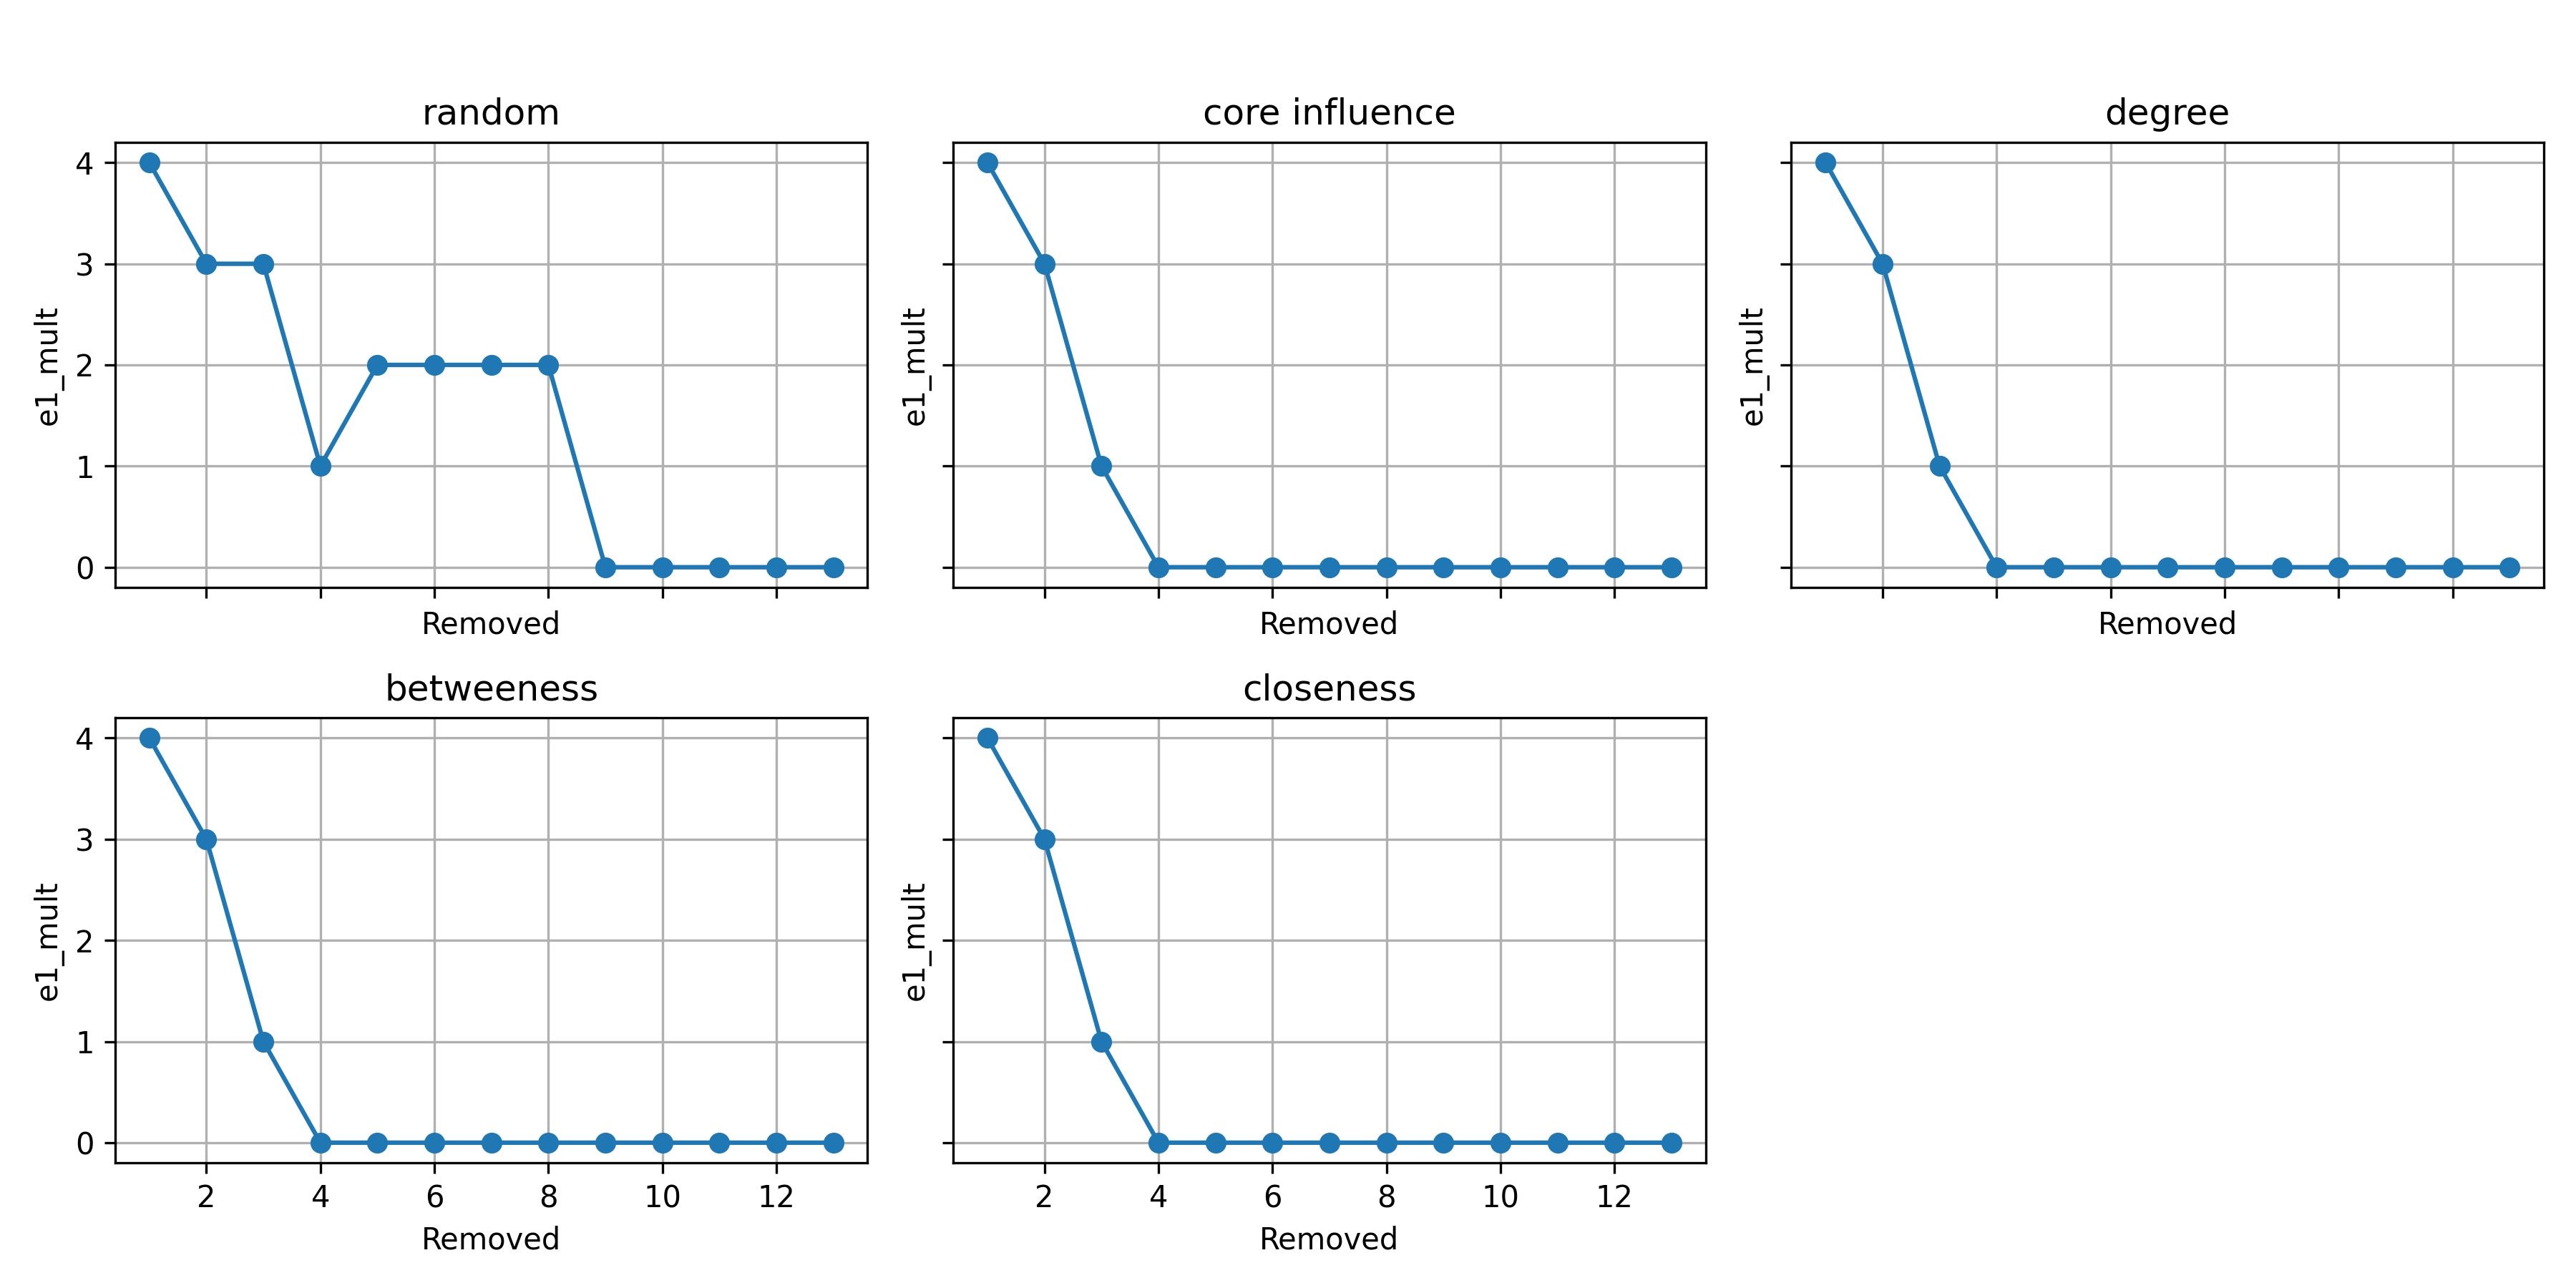 random
core influence
degree
4
3
2
1
0
e1_mult
e1_mult
e1_mult
Removed
Removed
Removed
betweeness
closeness
4
3
2
1
0
e1_mult
e1_mult
2 4 6 8 10 12
2 4 6 8 10 12
Removed
Removed